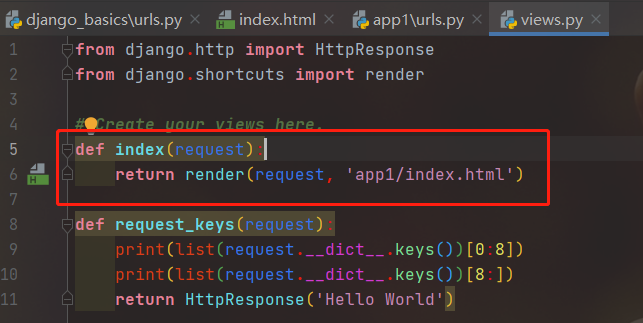 django_basics\urls.py index.html app1\urls.py views.py
1 from django.http import HttpResponse
2 from django.shortcuts import render
3
4 # Create your views here.
5 def index(request):
6 return render(request, 'app1/index.html')
7
8 def request_keys(request):
9 print(list(request.__dict__.keys())[0:8])
10 print(list(request.__dict__.keys())[8:])
11 return HttpResponse('Hello World')